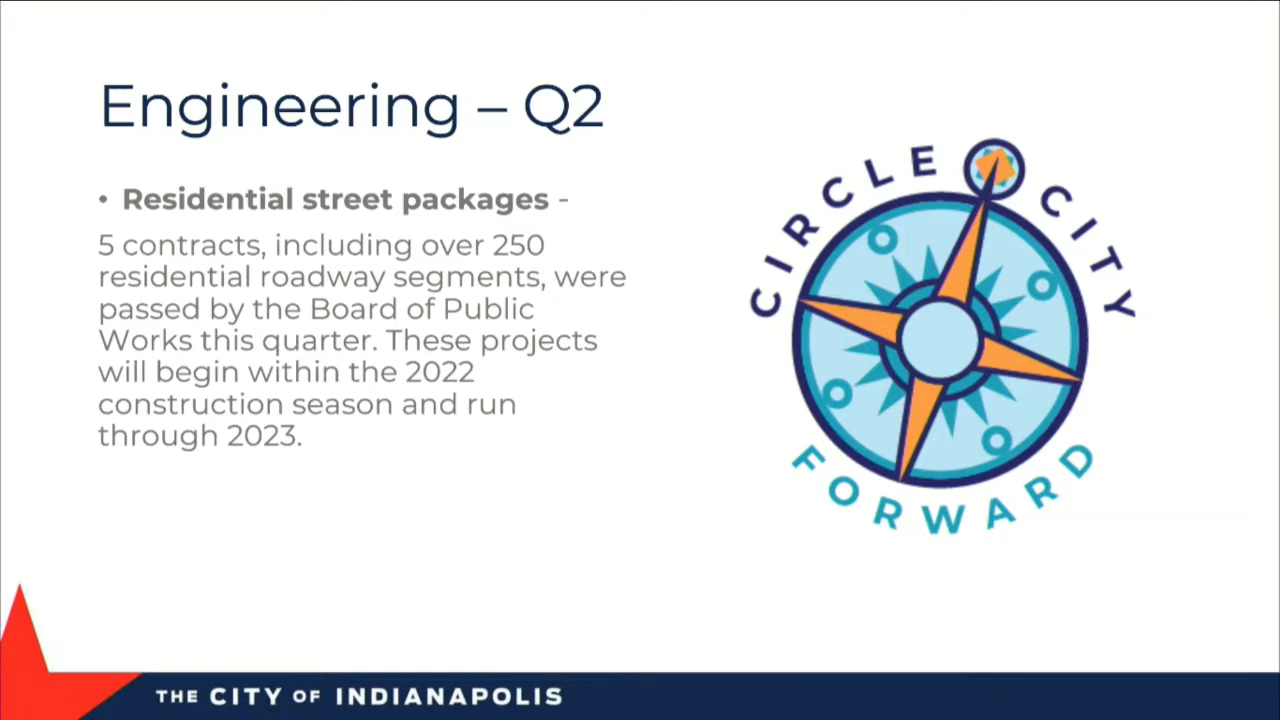 Engineering – Q2
• Residential street packages -
5 contracts, including over 250
residential roadway segments, were
passed by the Board of Public
Works this quarter. These projects
will begin within the 2022
construction season and run
through 2023.
CIRCLE CITY
FORWARD
THE CITY OF INDIANAPOLIS